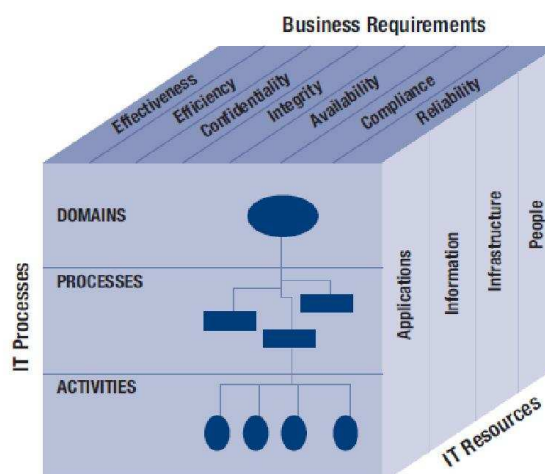 Business Requirements
Effectiveness
Efficiency
Confidentiality
Integrity
Availability
Compliance
Reliability
IT Processes
DOMAINS
PROCESSES
ACTIVITIES
Applications
Information
Infrastructure
People
IT Resources